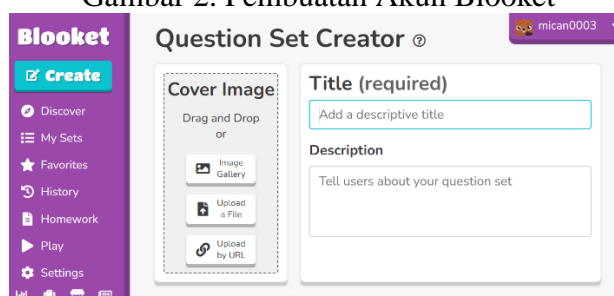 Gambar 2. Pembuatan Akun Blooket
Blooket
Question Set Creator
mican0003
Create
Discover
My Sets
Favorites
History
Homework
Play
Settings
Cover Image
Drag and Drop
or
Image
Gallery
Upload
a File
Upload
by URL
Title (required)
Add a descriptive title
Description
Tell users about your question set